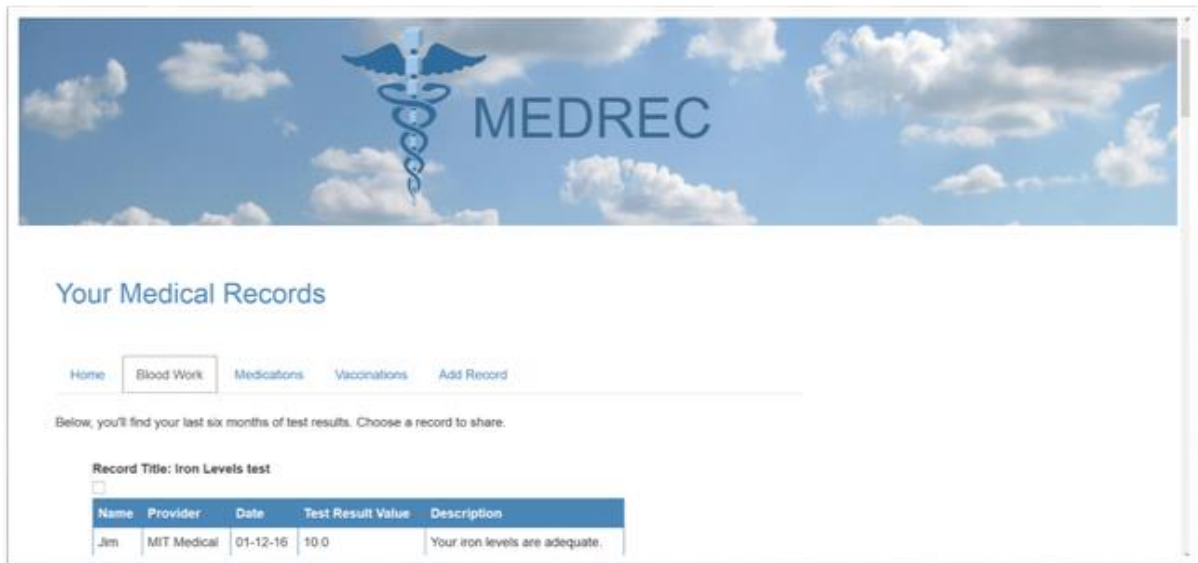 MEDREC
Your Medical Records
Home Blood Work Medications Vaccinations Add Record
Below, you'll find your last six months of test results. Choose a record to share.
Record Title: Iron Levels test
Name Provider Date Test Result Value Description
Jim MIT Medical 01-12-16 10.0 Your iron levels are adequate.